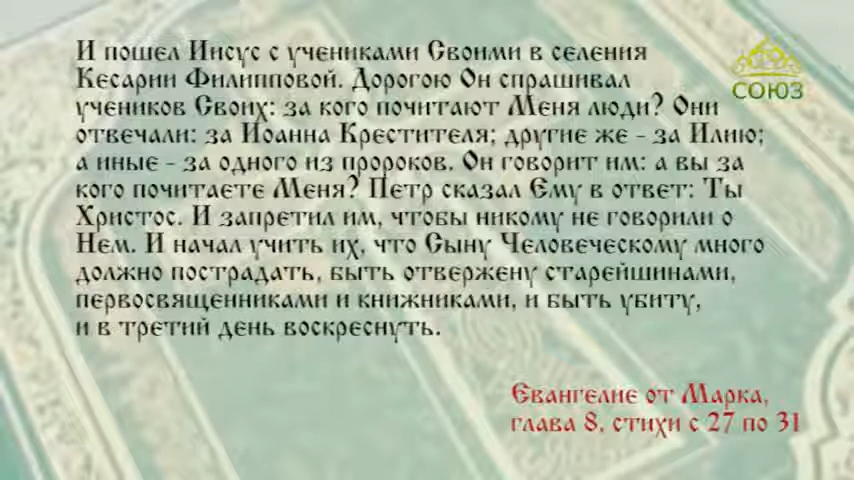 И пошел Иисус с учениками Своими в селения
Кесарии Филипповой. Дорогою Он спрашивал
учеников Своих: за кого почитают Меня люди? Они
отвечали: за Иоанна Крестителя; другие же - за Илию;
а иные - за одного из пророков. Он говорит им: а вы за
кого почитаете Меня? Петр сказал Ему в ответ: Ты
Христос. И запретил им, чтобы никому не говорили о
Нем. И начал учить их, что Сыну Человеческому много
должно пострадать, быть отвержену старейшинами,
первосвященниками и книжниками, и быть убиту,
и в третий день воскреснуть.
Евангелие от Марка,
глава 8, стихи с 27 по 31
СОЮЗ